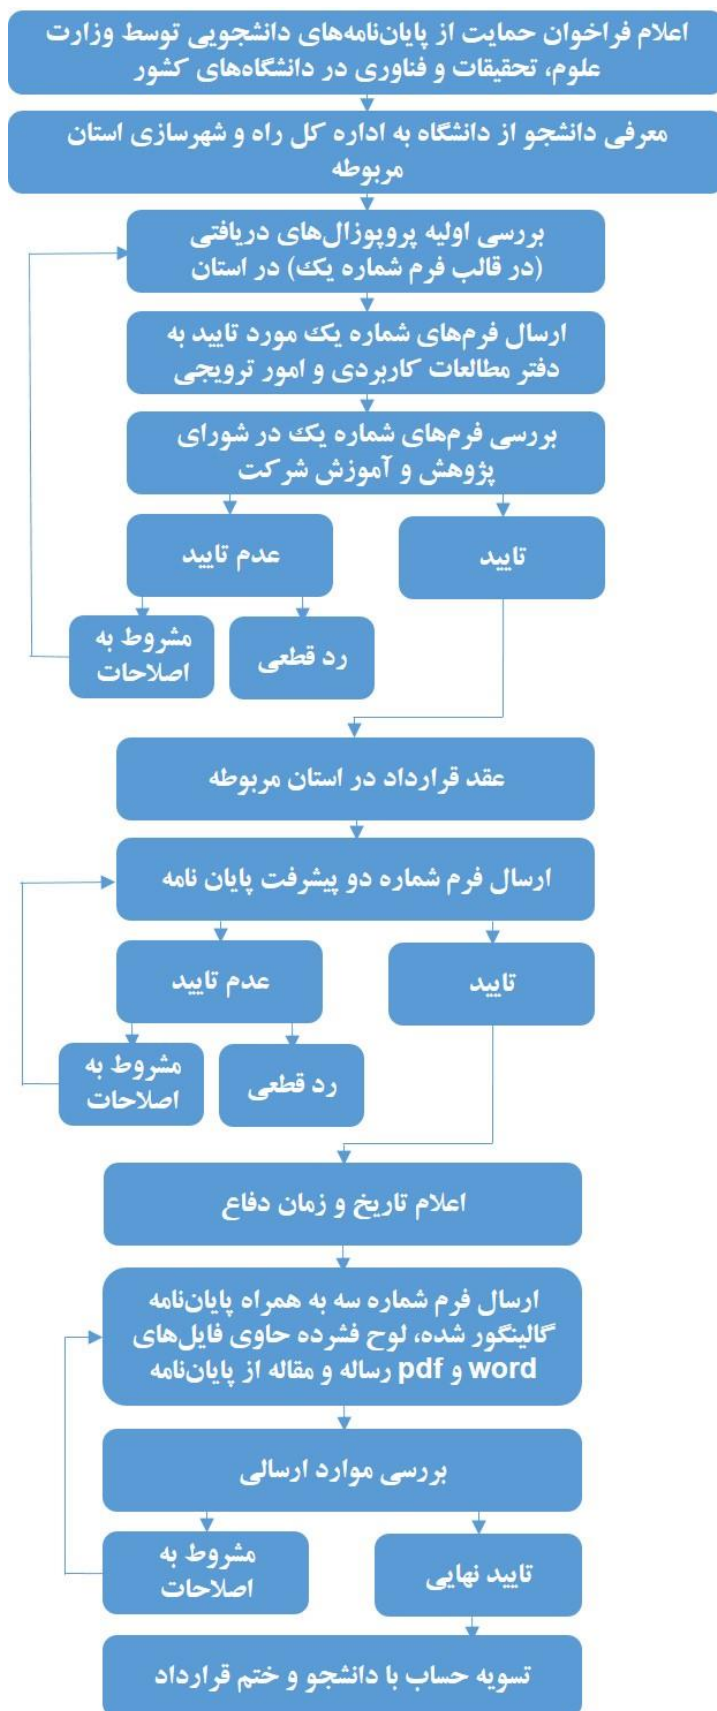 اعلام فراخوان حمایت از پایان‌نامه‌های دانشجویی توسط وزارت
علوم، تحقیقات و فناوری در دانشگاه‌های کشور
معرفی دانشجو از دانشگاه به اداره کل راه و شهرسازی استان
مربوطه
بررسی اولیه پروپوزال‌های دریافتی
(در قالب فرم شماره یک) در استان
ارسال فرم‌های شماره یک مورد تایید به
دفتر مطالعات کاربردی و امور ترویجی
بررسی فرم‌های شماره یک در شورای
پژوهش و آموزش شرکت
تایید
عدم تایید
رد قطعی
مشروط به
اصلاحات
عقد قرارداد در استان مربوطه
ارسال فرم شماره دو پیشرفت پایان نامه
تایید
عدم تایید
رد قطعی
مشروط به
اصلاحات
اعلام تاریخ و زمان دفاع
ارسال فرم شماره سه به همراه پایان‌نامه
گالینگور شده، لوح فشرده حاوی فایل‌های
word و pdf رساله و مقاله از پایان‌نامه
بررسی موارد ارسالی
تایید نهایی
مشروط به
اصلاحات
تسویه حساب با دانشجو و ختم قرارداد